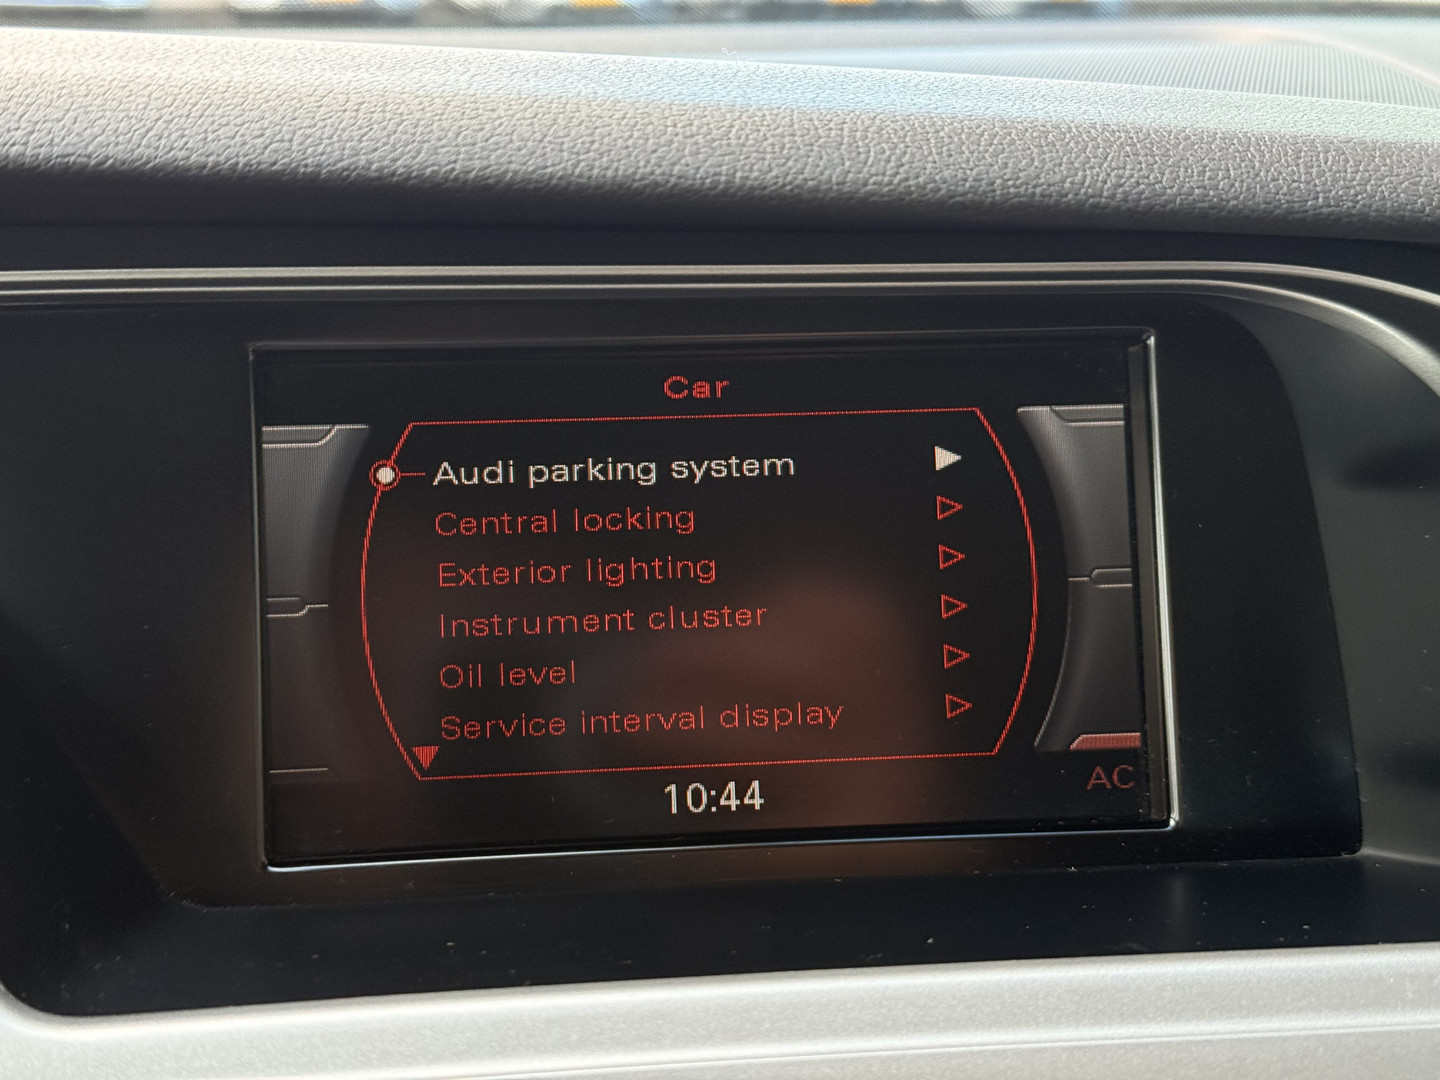 Car
Audi parking system
Central locking
Exterior lighting
Instrument cluster
Oil level
Service interval display
10:44
AC